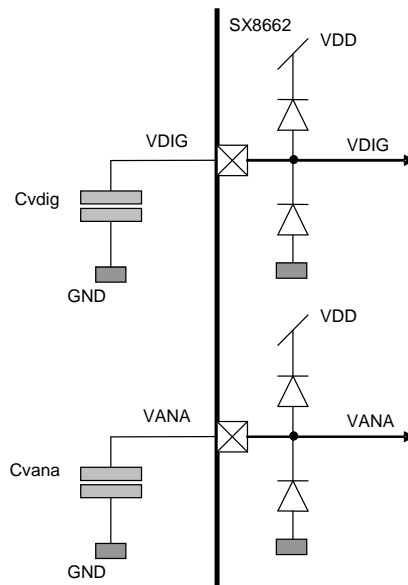 SX8662
VDD
VDIG
VDIG
Cvdig
GND
VDD
VANA
VANA
Cvana
GND